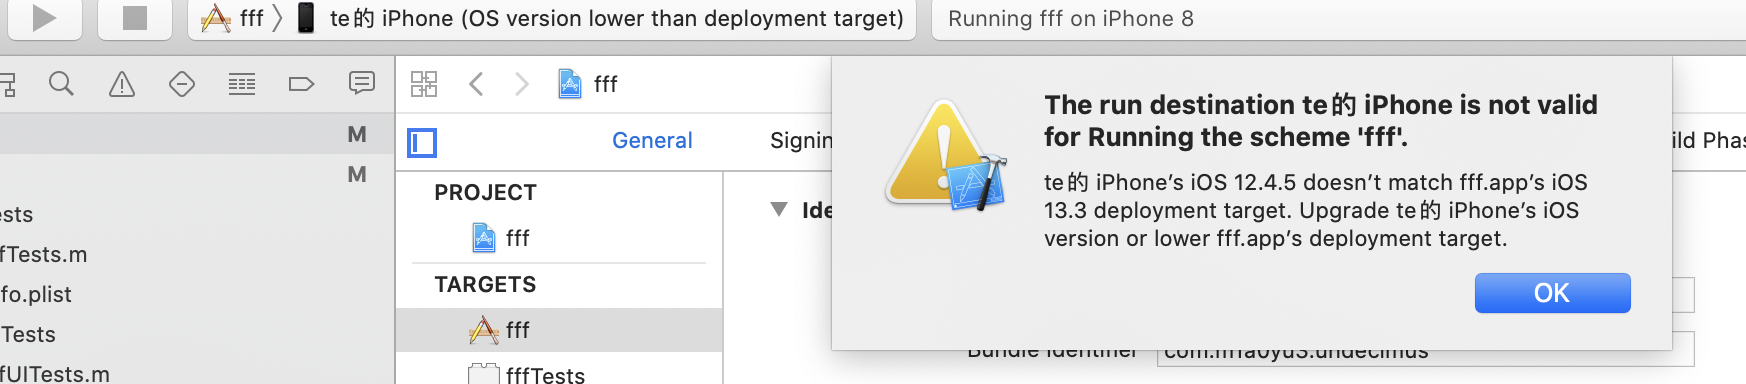 fff te的 iPhone (OS version lower than deployment target) Running fff on iPhone 8
fff
General Signin ild Pha
M
M
PROJECT
fff
TARGETS
fff
fffTests
ests
fTests.m
fo.plist
Tests
fUITests.m
Ide
The run destination te的 iPhone is not valid
for Running the scheme 'fff'.
te的 iPhone’s iOS 12.4.5 doesn’t match fff.app’s iOS
13.3 deployment target. Upgrade te的 iPhone’s iOS
version or lower fff.app’s deployment target.
OK
Bundle Identifier